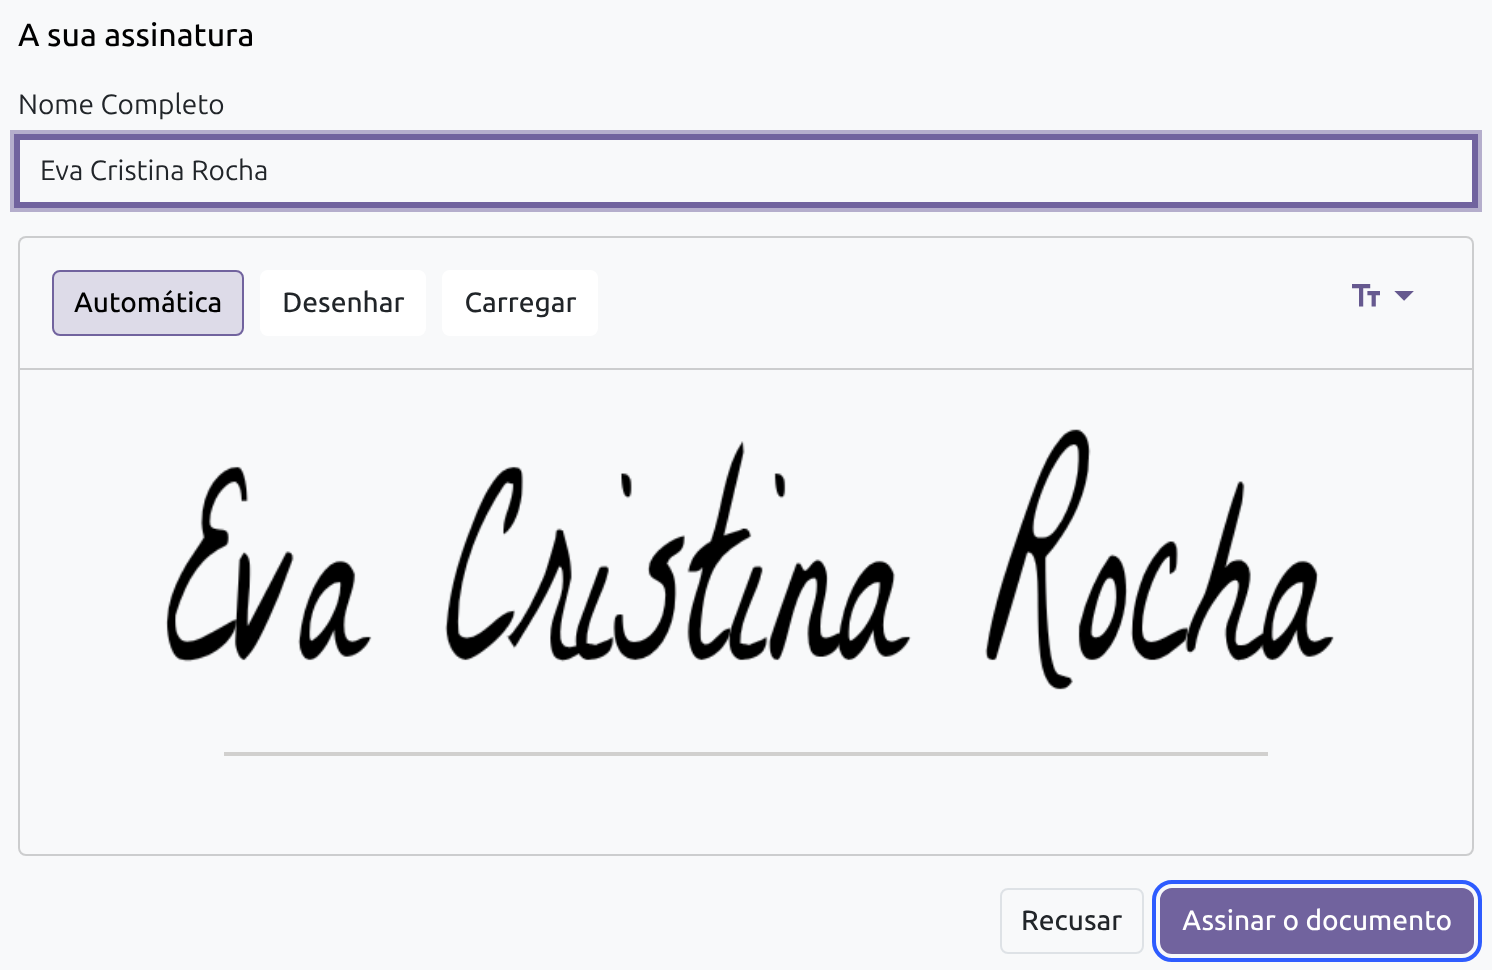 A sua assinatura
Nome Completo
Eva Cristina Rocha
Automática Desenhar Carregar Tt
Eva Cristina Rocha
Recusar Assinar o documento